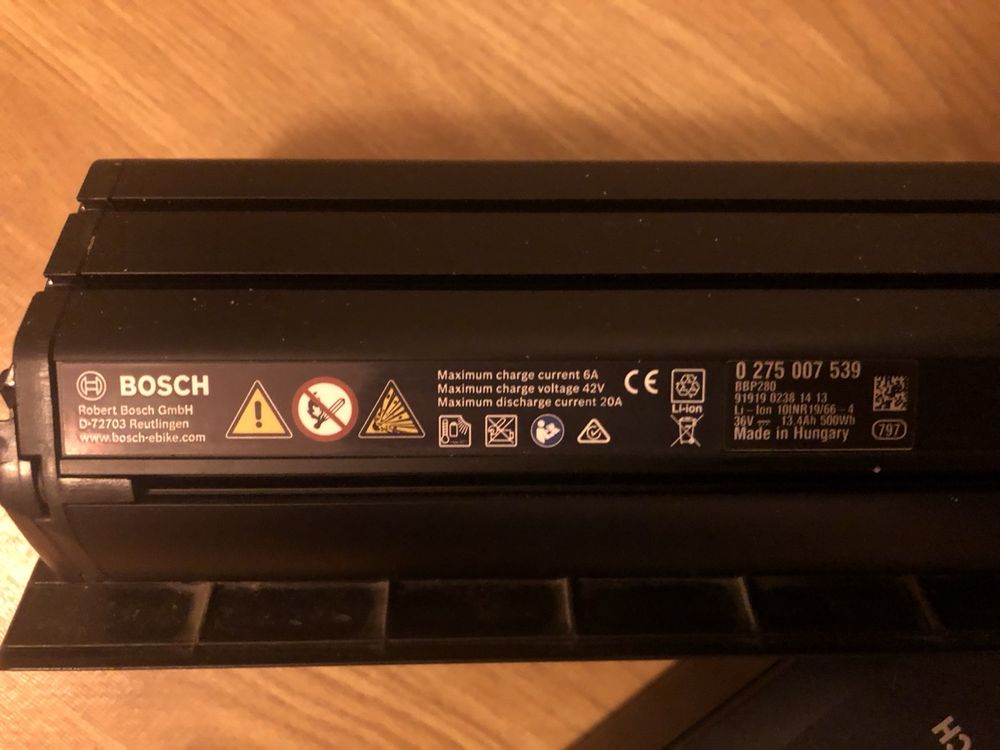 BOSCH
Robert Bosch GmbH
D-72703 Reutlingen
www.bosch-ebike.com
Maximum charge current 6A
Maximum charge voltage 42V
Maximum discharge current 20A
CE
Li-Ion
0 275 007 539
BBP280
91919 0238 14 13
Li-Ion 10INR19/66-4
36V ⎓ 13,4Ah 500Wh
Made in Hungary
797